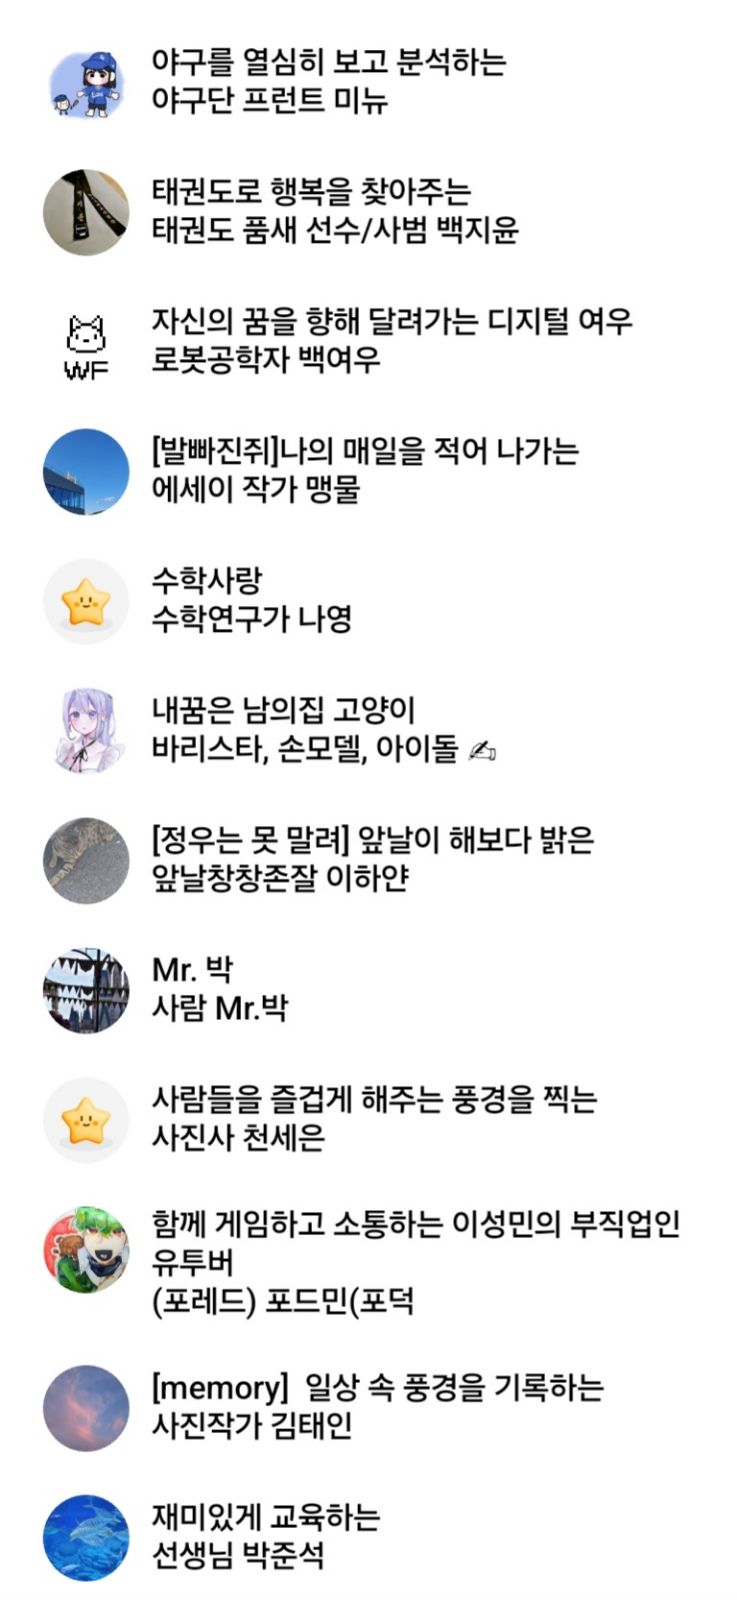 야구를 열심히 보고 분석하는
야구단 프런트 미뉴
태권도로 행복을 찾아주는
태권도 품새 선수/사범 백지윤
자신의 꿈을 향해 달려가는 디지털 여우
로봇공학자 백여우
WF
[발빠진쥐]나의 매일을 적어 나가는
에세이 작가 맹물
수학사랑
수학연구가 나영
내꿈은 남의집 고양이
바리스타, 손모델, 아이돌 ✍
[정우는 못 말려] 앞날이 해보다 밝은
앞날창창존잘 이하얀
Mr. 박
사람 Mr.박
사람들을 즐겁게 해주는 풍경을 찍는
사진사 천세은
함께 게임하고 소통하는 이성민의 부직업인
유투버
(포레드) 포드민(포덕
[memory]  일상 속 풍경을 기록하는
사진작가 김태인
재미있게 교육하는
선생님 박준석